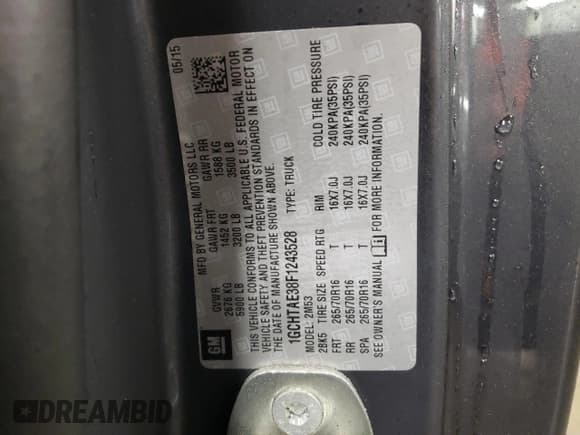 MFD BY GENERAL MOTORS LLC 05/15
GVWR GAWR FRT GAWR RR
2676 KG 1452 KG 1588 KG
5900 LB 3200 LB 3500 LB
THIS VEHICLE CONFORMS TO ALL APPLICABLE U.S. FEDERAL MOTOR
VEHICLE SAFETY AND THEFT PREVENTION STANDARDS IN EFFECT ON
THE DATE OF MANUFACTURE SHOWN ABOVE.
1GCHTAE38F1243528 TYPE: TRUCK
MODEL: 2M53
2BK5 TIRE SIZE SPEED RTG RIM COLD TIRE PRESSURE
FRT 265/70R16 T 16X7.0J 240KPA(35PSI)
RR 265/70R16 T 16X7.0J 240KPA(35PSI)
SPA 265/70R16 T 16X7.0J 240KPA(35PSI)
SEE OWNER'S MANUAL FOR MORE INFORMATION.
GM
DREAMBID